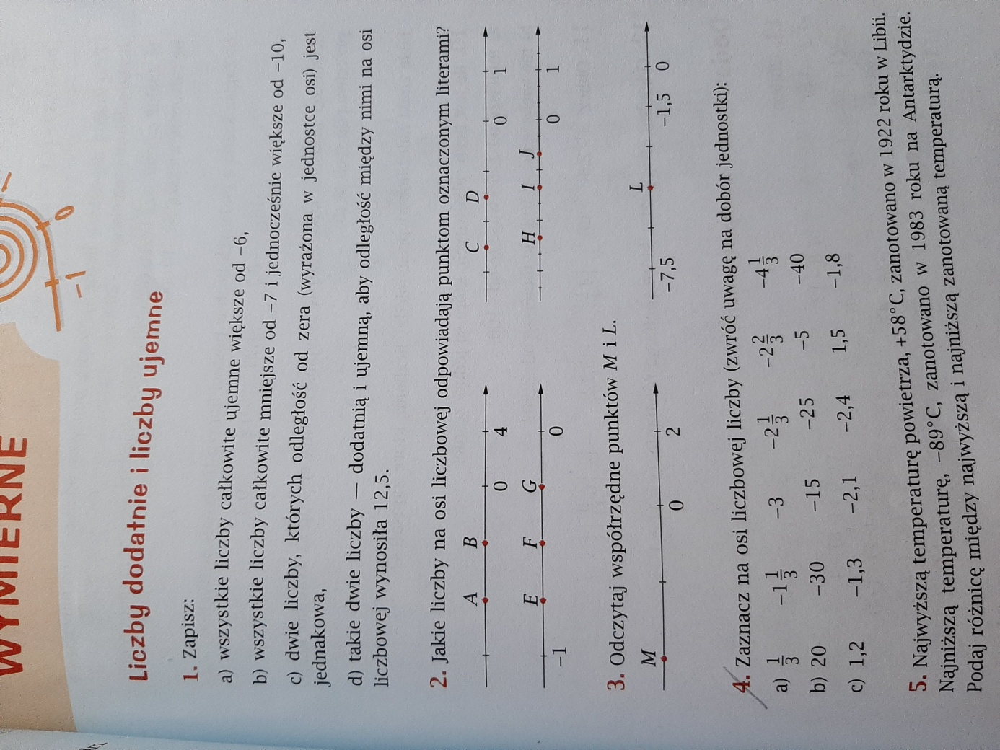 WYMIERNE
-1 0
Liczby dodatnie i liczby ujemne
1. Zapisz:
a) wszystkie liczby całkowite ujemne większe od −6,
b) wszystkie liczby całkowite mniejsze od −7 i jednocześnie większe od −10,
c) dwie liczby, których odległość od zera (wyrażona w jednostce osi) jest
jednakowa,
d) takie dwie liczby — dodatnią i ujemną, aby odległość między nimi na osi
liczbowej wynosiła 12,5.
2. Jakie liczby na osi liczbowej odpowiadają punktom oznaczonym literami?
A B C D
0 4 0 1
E F G H I J
−1 0 0 1
3. Odczytaj współrzędne punktów M i L.
M L
0 2 −7,5 −1,5 0
4. Zaznacz na osi liczbowej liczby (zwróć uwagę na dobór jednostki):
a) 1/3 −1 1/3 −3 −2 1/3 −2 2/3 −4 1/3
b) 20 −30 −15 −25 −5 −40
c) 1,2 −1,3 −2,1 −2,4 1,5 −1,8
5. Najwyższą temperaturę powietrza, +58°C, zanotowano w 1922 roku w Libii.
Najniższą temperaturę, −89°C, zanotowano w 1983 roku na Antarktydzie.
Podaj różnicę między najwyższą i najniższą zanotowaną temperaturą.